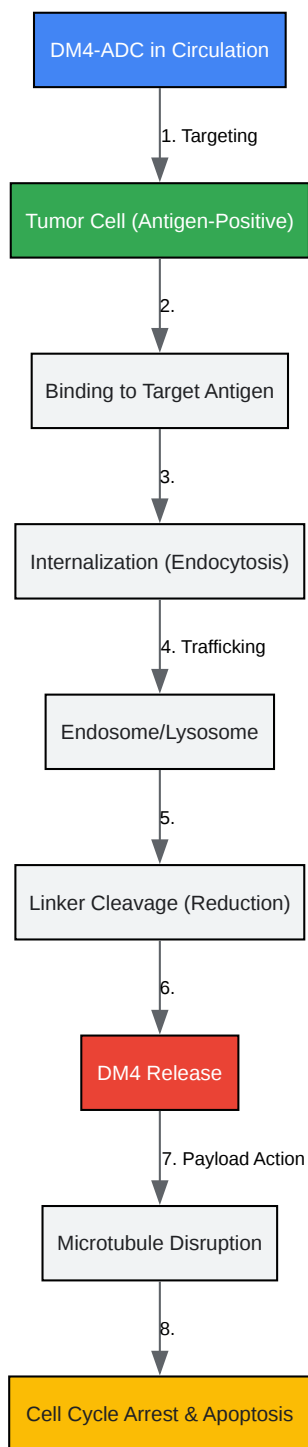 DM4-ADC in Circulation
1. Targeting
Tumor Cell (Antigen-Positive)
2.
Binding to Target Antigen
3.
Internalization (Endocytosis)
4. Trafficking
Endosome/Lysosome
5.
Linker Cleavage (Reduction)
6.
DM4 Release
7. Payload Action
Microtubule Disruption
8.
Cell Cycle Arrest & Apoptosis